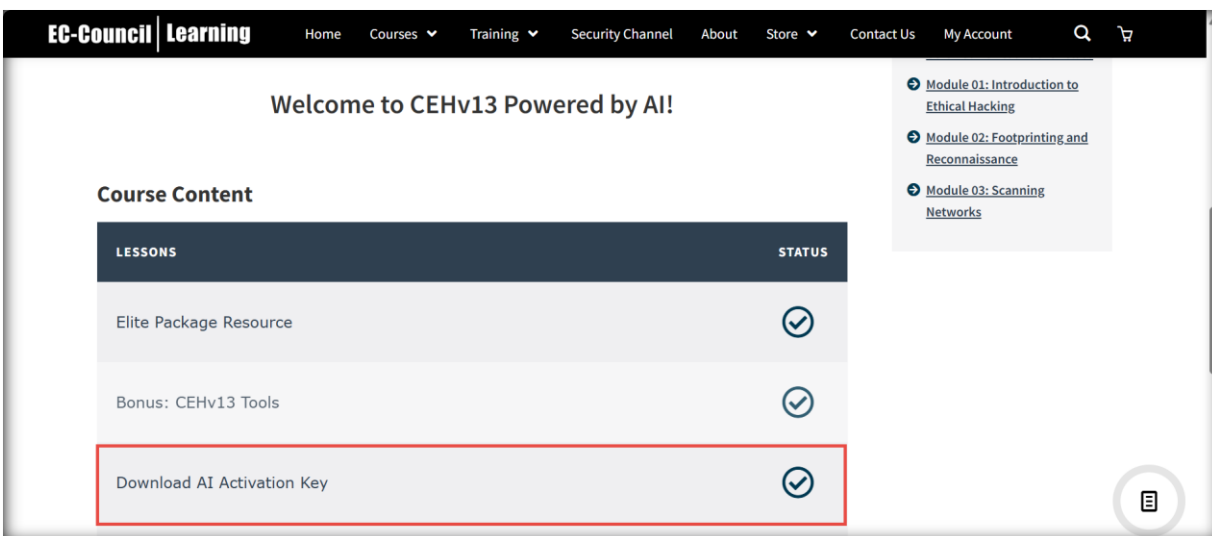 EC-Council Learning Home Courses Training Security Channel About Store Contact Us My Account
Welcome to CEHv13 Powered by AI!
Course Content
LESSONS STATUS
Elite Package Resource
Bonus: CEHv13 Tools
Download AI Activation Key
Module 01: Introduction to
Ethical Hacking
Module 02: Footprinting and
Reconnaissance
Module 03: Scanning
Networks